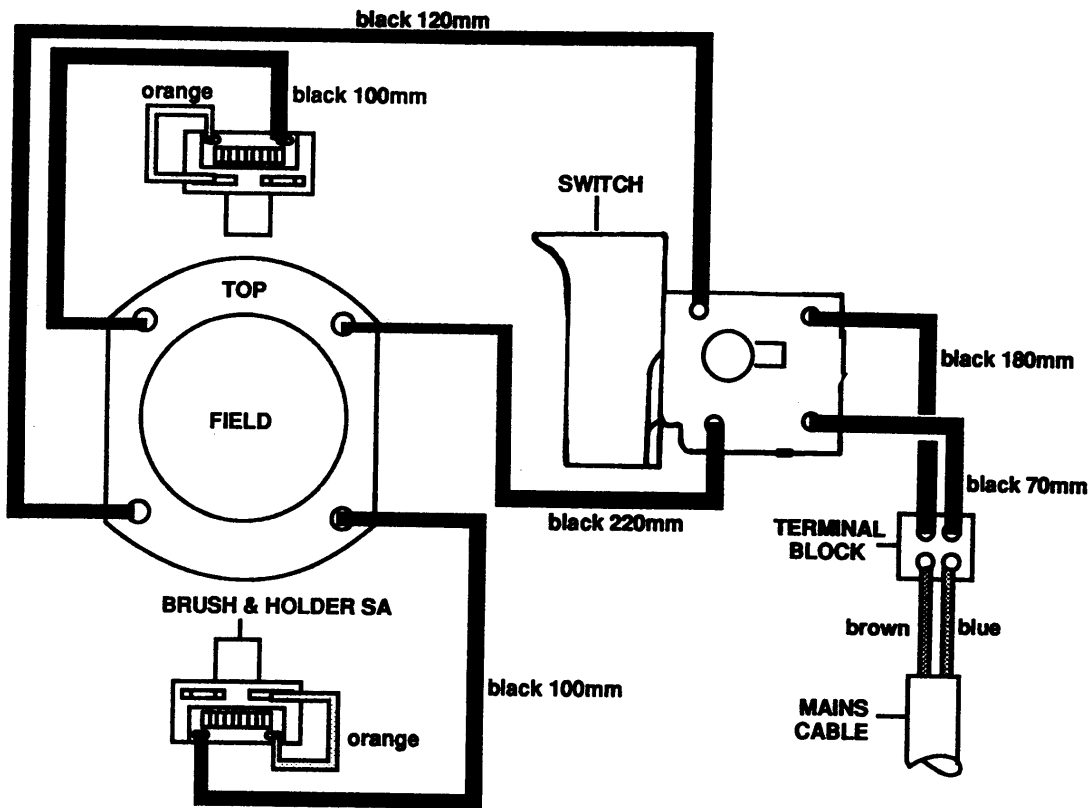 black 120mm
orange
black 100mm
SWITCH
TOP
FIELD
black 180mm
black 70mm
black 220mm
TERMINAL
BLOCK
BRUSH & HOLDER SA
brown
blue
black 100mm
orange
MAINS
CABLE